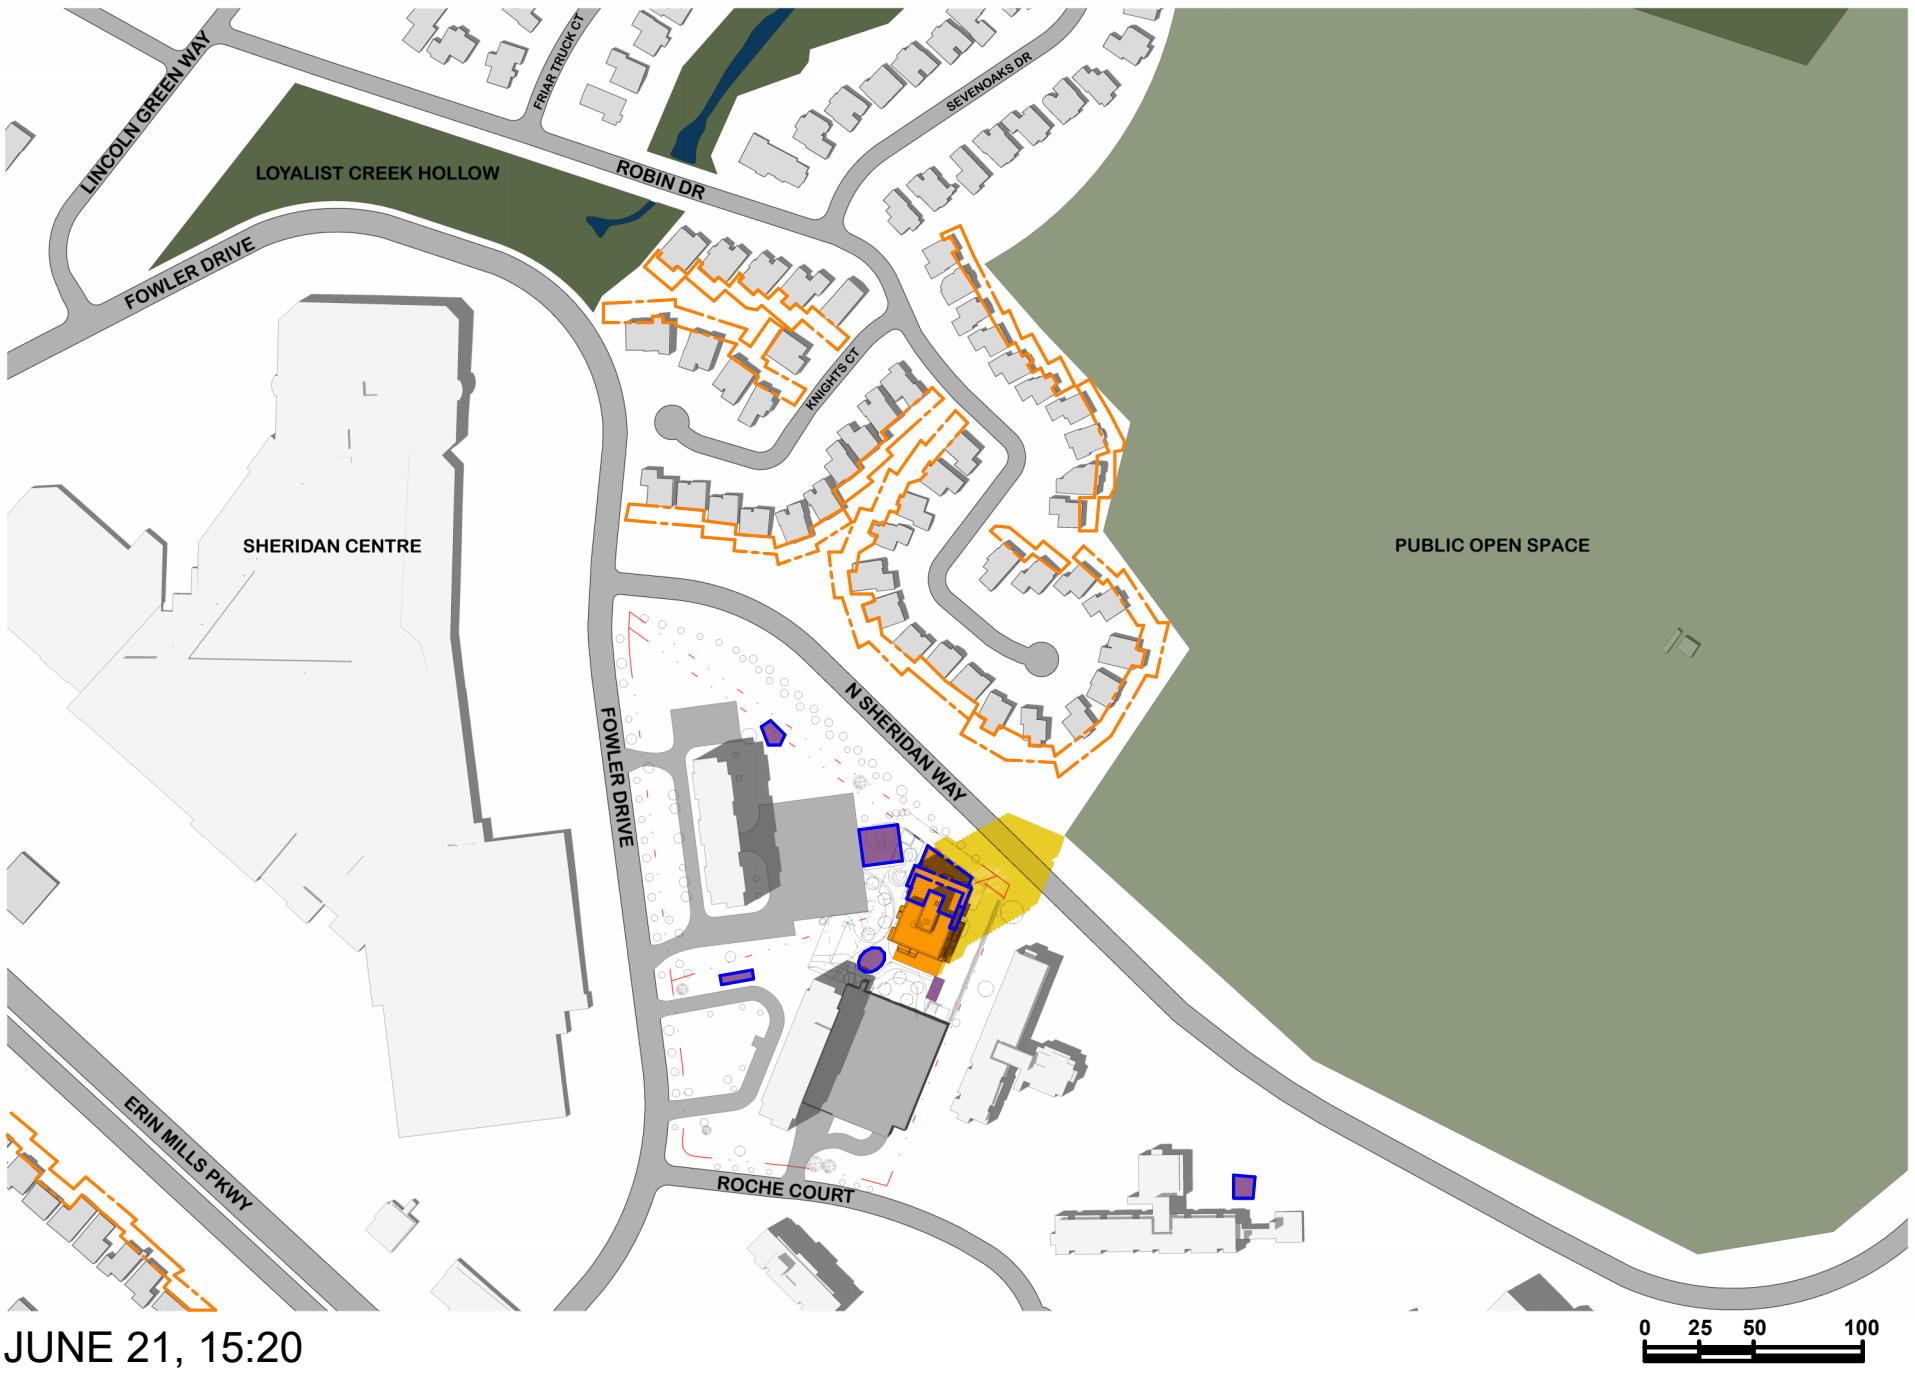 FRIAR TRUCK CT
SEVENOAKS DR
LINCOLN GREEN WAY
LOYALIST CREEK HOLLOW
ROBIN DR
FOWLER DRIVE
KNIGHTS CT
SHERIDAN CENTRE
PUBLIC OPEN SPACE
N SHERIDAN WAY
FOWLER DRIVE
ERIN MILLS PKWY
ROCHE COURT
JUNE 21, 15:20
0 25 50 100